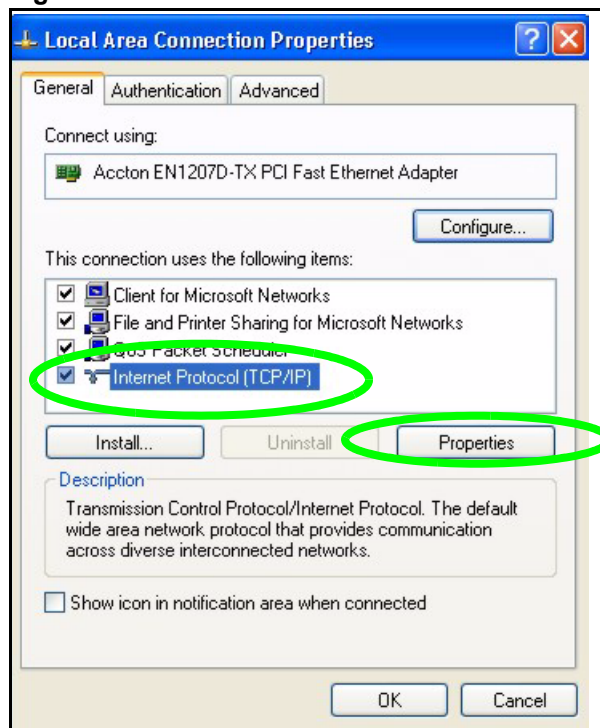 Local Area Connection Properties
General Authentication Advanced
Connect using:
Accton EN1207D-TX PCI Fast Ethernet Adapter
Configure...
This connection uses the following items:
Client for Microsoft Networks
File and Printer Sharing for Microsoft Networks
QoS Packet Scheduler
Internet Protocol (TCP/IP)
Install... Uninstall Properties
Description
Transmission Control Protocol/Internet Protocol. The default
wide area network protocol that provides communication
across diverse interconnected networks.
Show icon in notification area when connected
OK Cancel